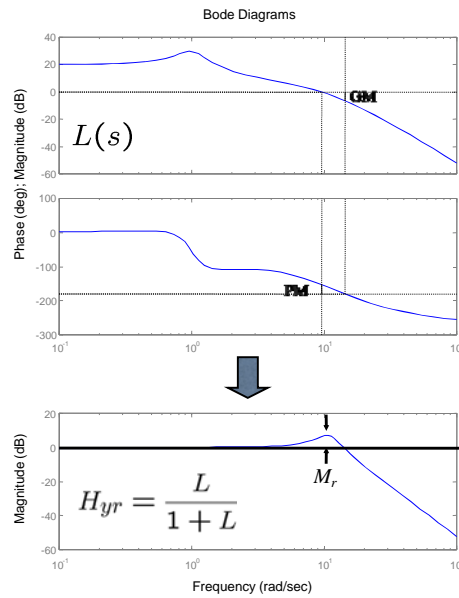 Bode Diagrams
Phase (deg); Magnitude (dB)
40
20
0
-20
-40
-60
GM
L(s)
0
-100
-200
-300
PM
10^-1 10^0 10^1 10
Magnitude (dB)
20
0
-20
-40
-60
M_r
H_yr = L / 1 + L
10^-1 10^0 10^1 10
Frequency (rad/sec)